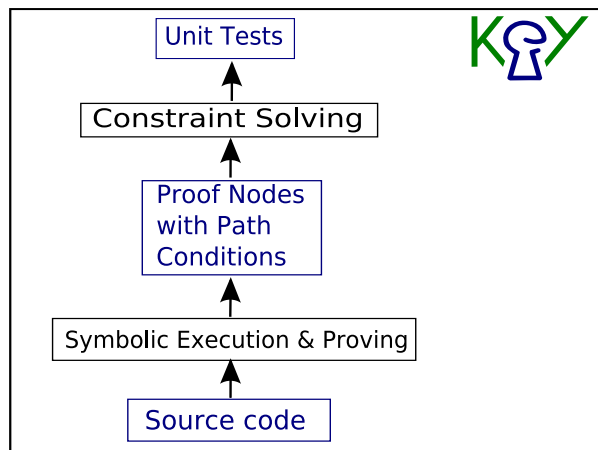 KeY
Unit Tests
Constraint Solving
Proof Nodes
with Path
Conditions
Symbolic Execution & Proving
Source code